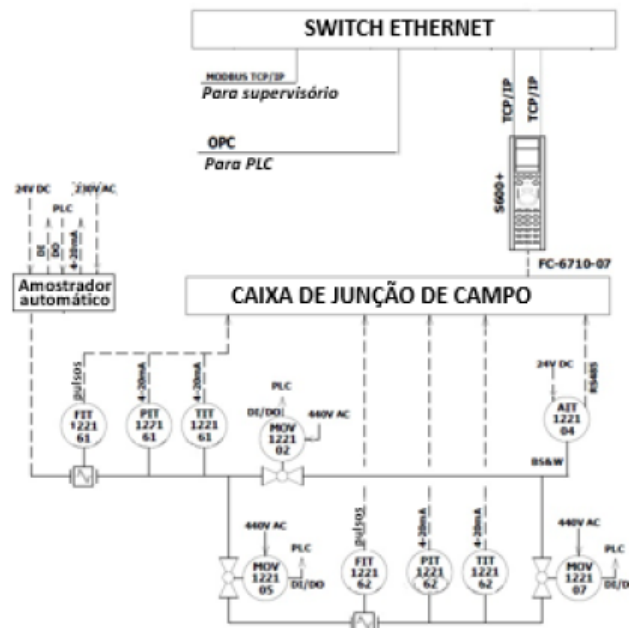 SWITCH ETHERNET
MODBUS TCP/IP
Para supervisório
OPC
Para PLC
TCP/IP
TCP/IP
S600+
FC-6710-07
24V DC
230V AC
PLC
DI
DO
4-20mA
Amostrador
automático
CAIXA DE JUNÇÃO DE CAMPO
pulsos
4-20mA
4-20mA
FIT
1221
61
PIT
1221
61
TIT
1221
61
PLC
DI/DO
440V AC
MOV
1221
02
24V DC
RS485
AIT
1221
04
BS&W
440V AC
PLC
MOV
1221
05
DI/DO
pulsos
4-20mA
4-20mA
FIT
1221
62
PIT
1221
62
TIT
1221
62
440V AC
PLC
MOV
1221
07
DI/D